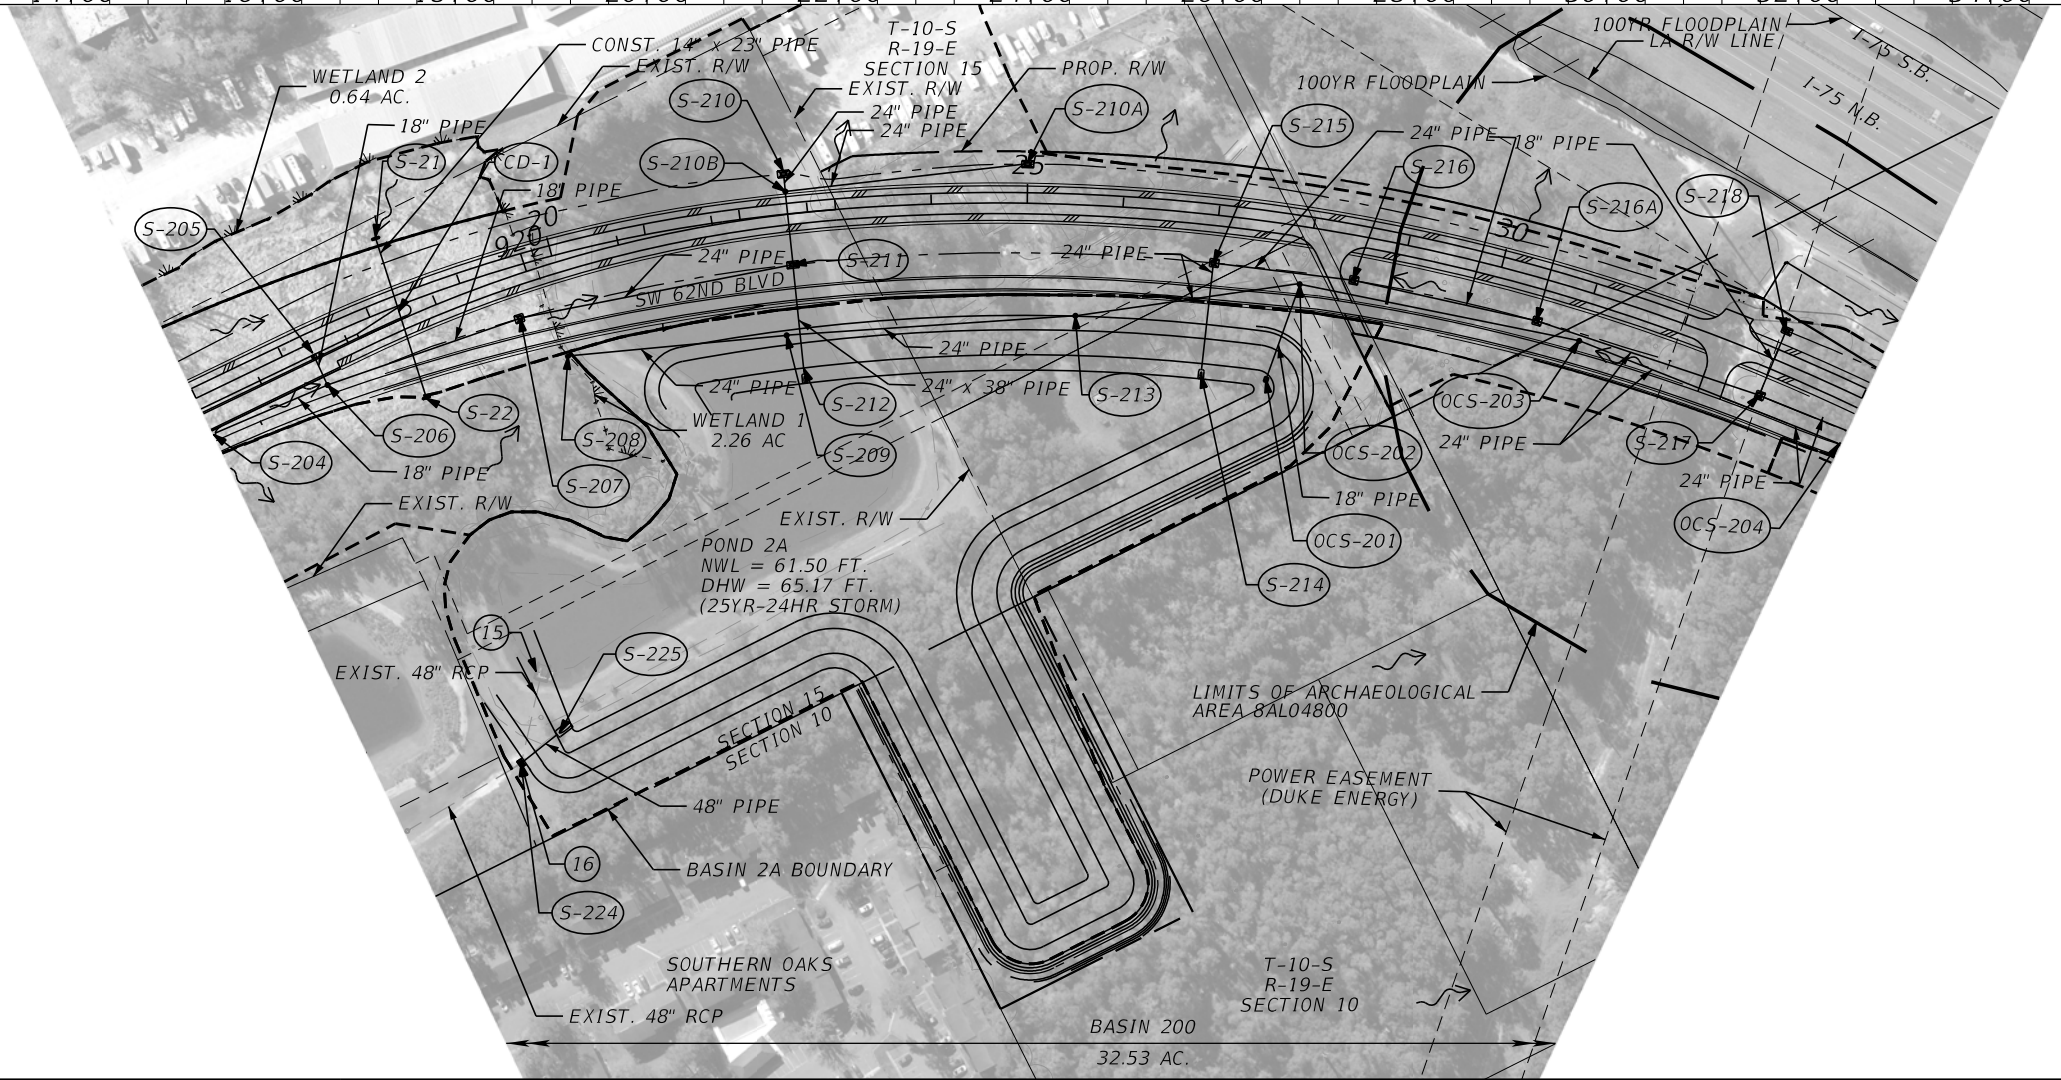 CONST. 14" x 23" PIPE
EXIST. R/W
T-10-S
R-19-E
SECTION 15
EXIST. R/W
24" PIPE
24" PIPE
PROP. R/W
100YR FLOODPLAIN
LA R/W LINE
100YR FLOODPLAIN
I-75 S.B.
I-75 N.B.
WETLAND 2
0.64 AC.
18" PIPE
S-21
CD-1
18" PIPE
S-205
S-210
S-210B
S-210A
S-215
24" PIPE
18" PIPE
S-216
S-216A
S-218
20
920
25
30
24" PIPE
S-211
24" PIPE
SW 62ND BLVD
24" PIPE
24" PIPE
24" x 38" PIPE
S-212
S-213
OCS-203
S-22
S-206
S-208
WETLAND 1
2.26 AC
S-209
OCS-202
24" PIPE
S-217
S-204
18" PIPE
S-207
24" PIPE
EXIST. R/W
EXIST. R/W
18" PIPE
OCS-201
OCS-204
POND 2A
NWL = 61.50 FT.
DHW = 65.17 FT.
(25YR-24HR STORM)
S-214
15
S-225
EXIST. 48" RCP
SECTION 15
SECTION 10
LIMITS OF ARCHAEOLOGICAL
AREA 8AL04800
48" PIPE
POWER EASEMENT
(DUKE ENERGY)
16
BASIN 2A BOUNDARY
S-224
SOUTHERN OAKS
APARTMENTS
T-10-S
R-19-E
SECTION 10
EXIST. 48" RCP
BASIN 200
32.53 AC.